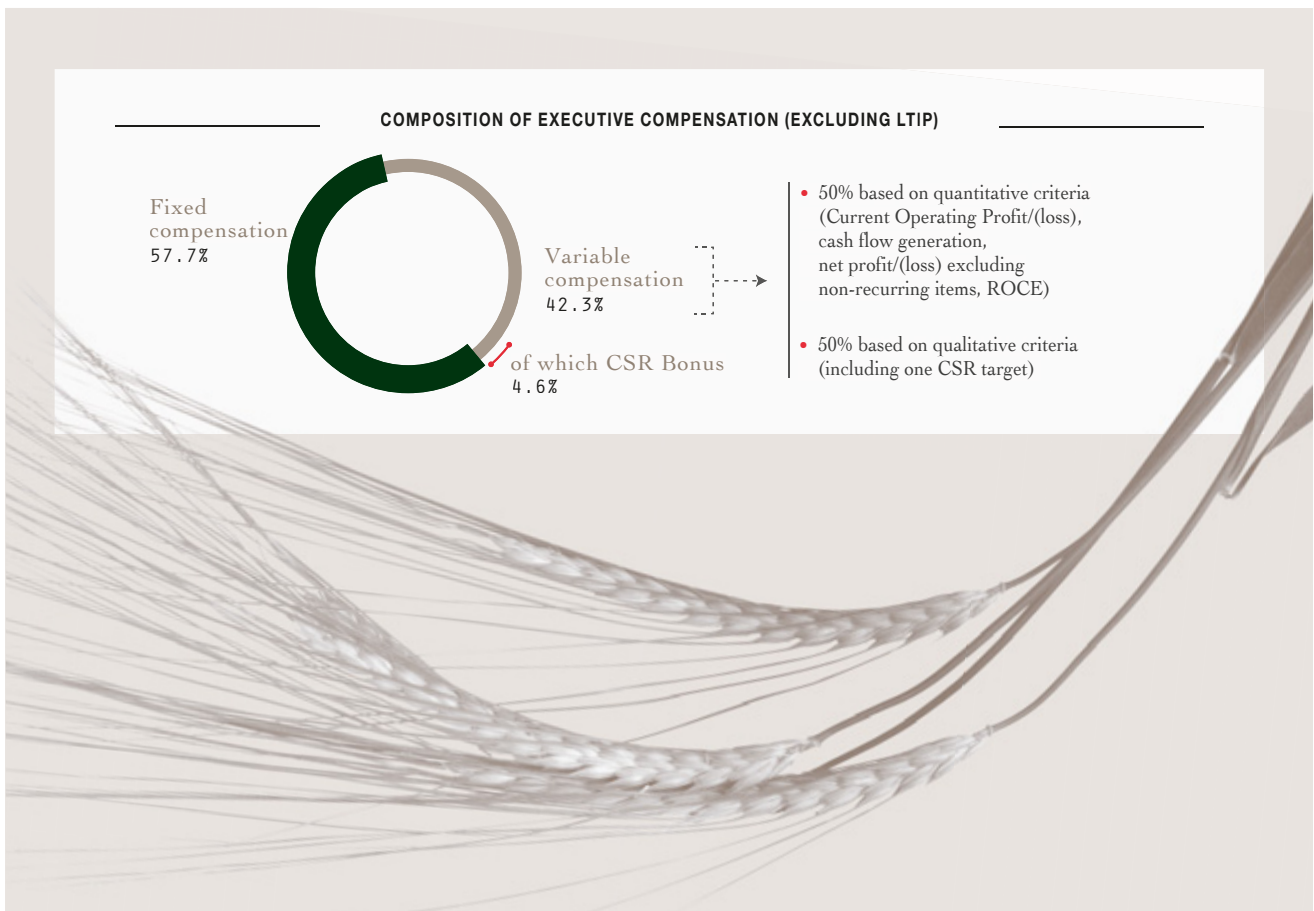 COMPOSITION OF EXECUTIVE COMPENSATION (EXCLUDING LTIP)
Fixed
compensation
57.7%
Variable
compensation
42.3%
of which CSR Bonus
4.6%
• 50% based on quantitative criteria
(Current Operating Profit/(loss),
cash flow generation,
net profit/(loss) excluding
non-recurring items, ROCE)
• 50% based on qualitative criteria
(including one CSR target)